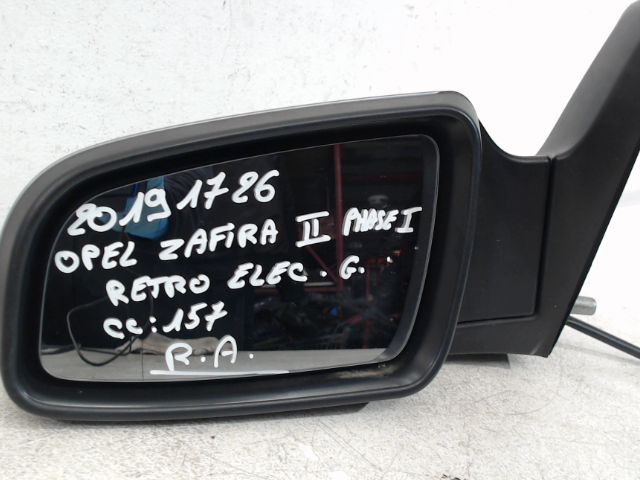 20191726
OPEL ZAFIRA II PHASE I
RETRO ELEC. G.
CC:157
R.A.